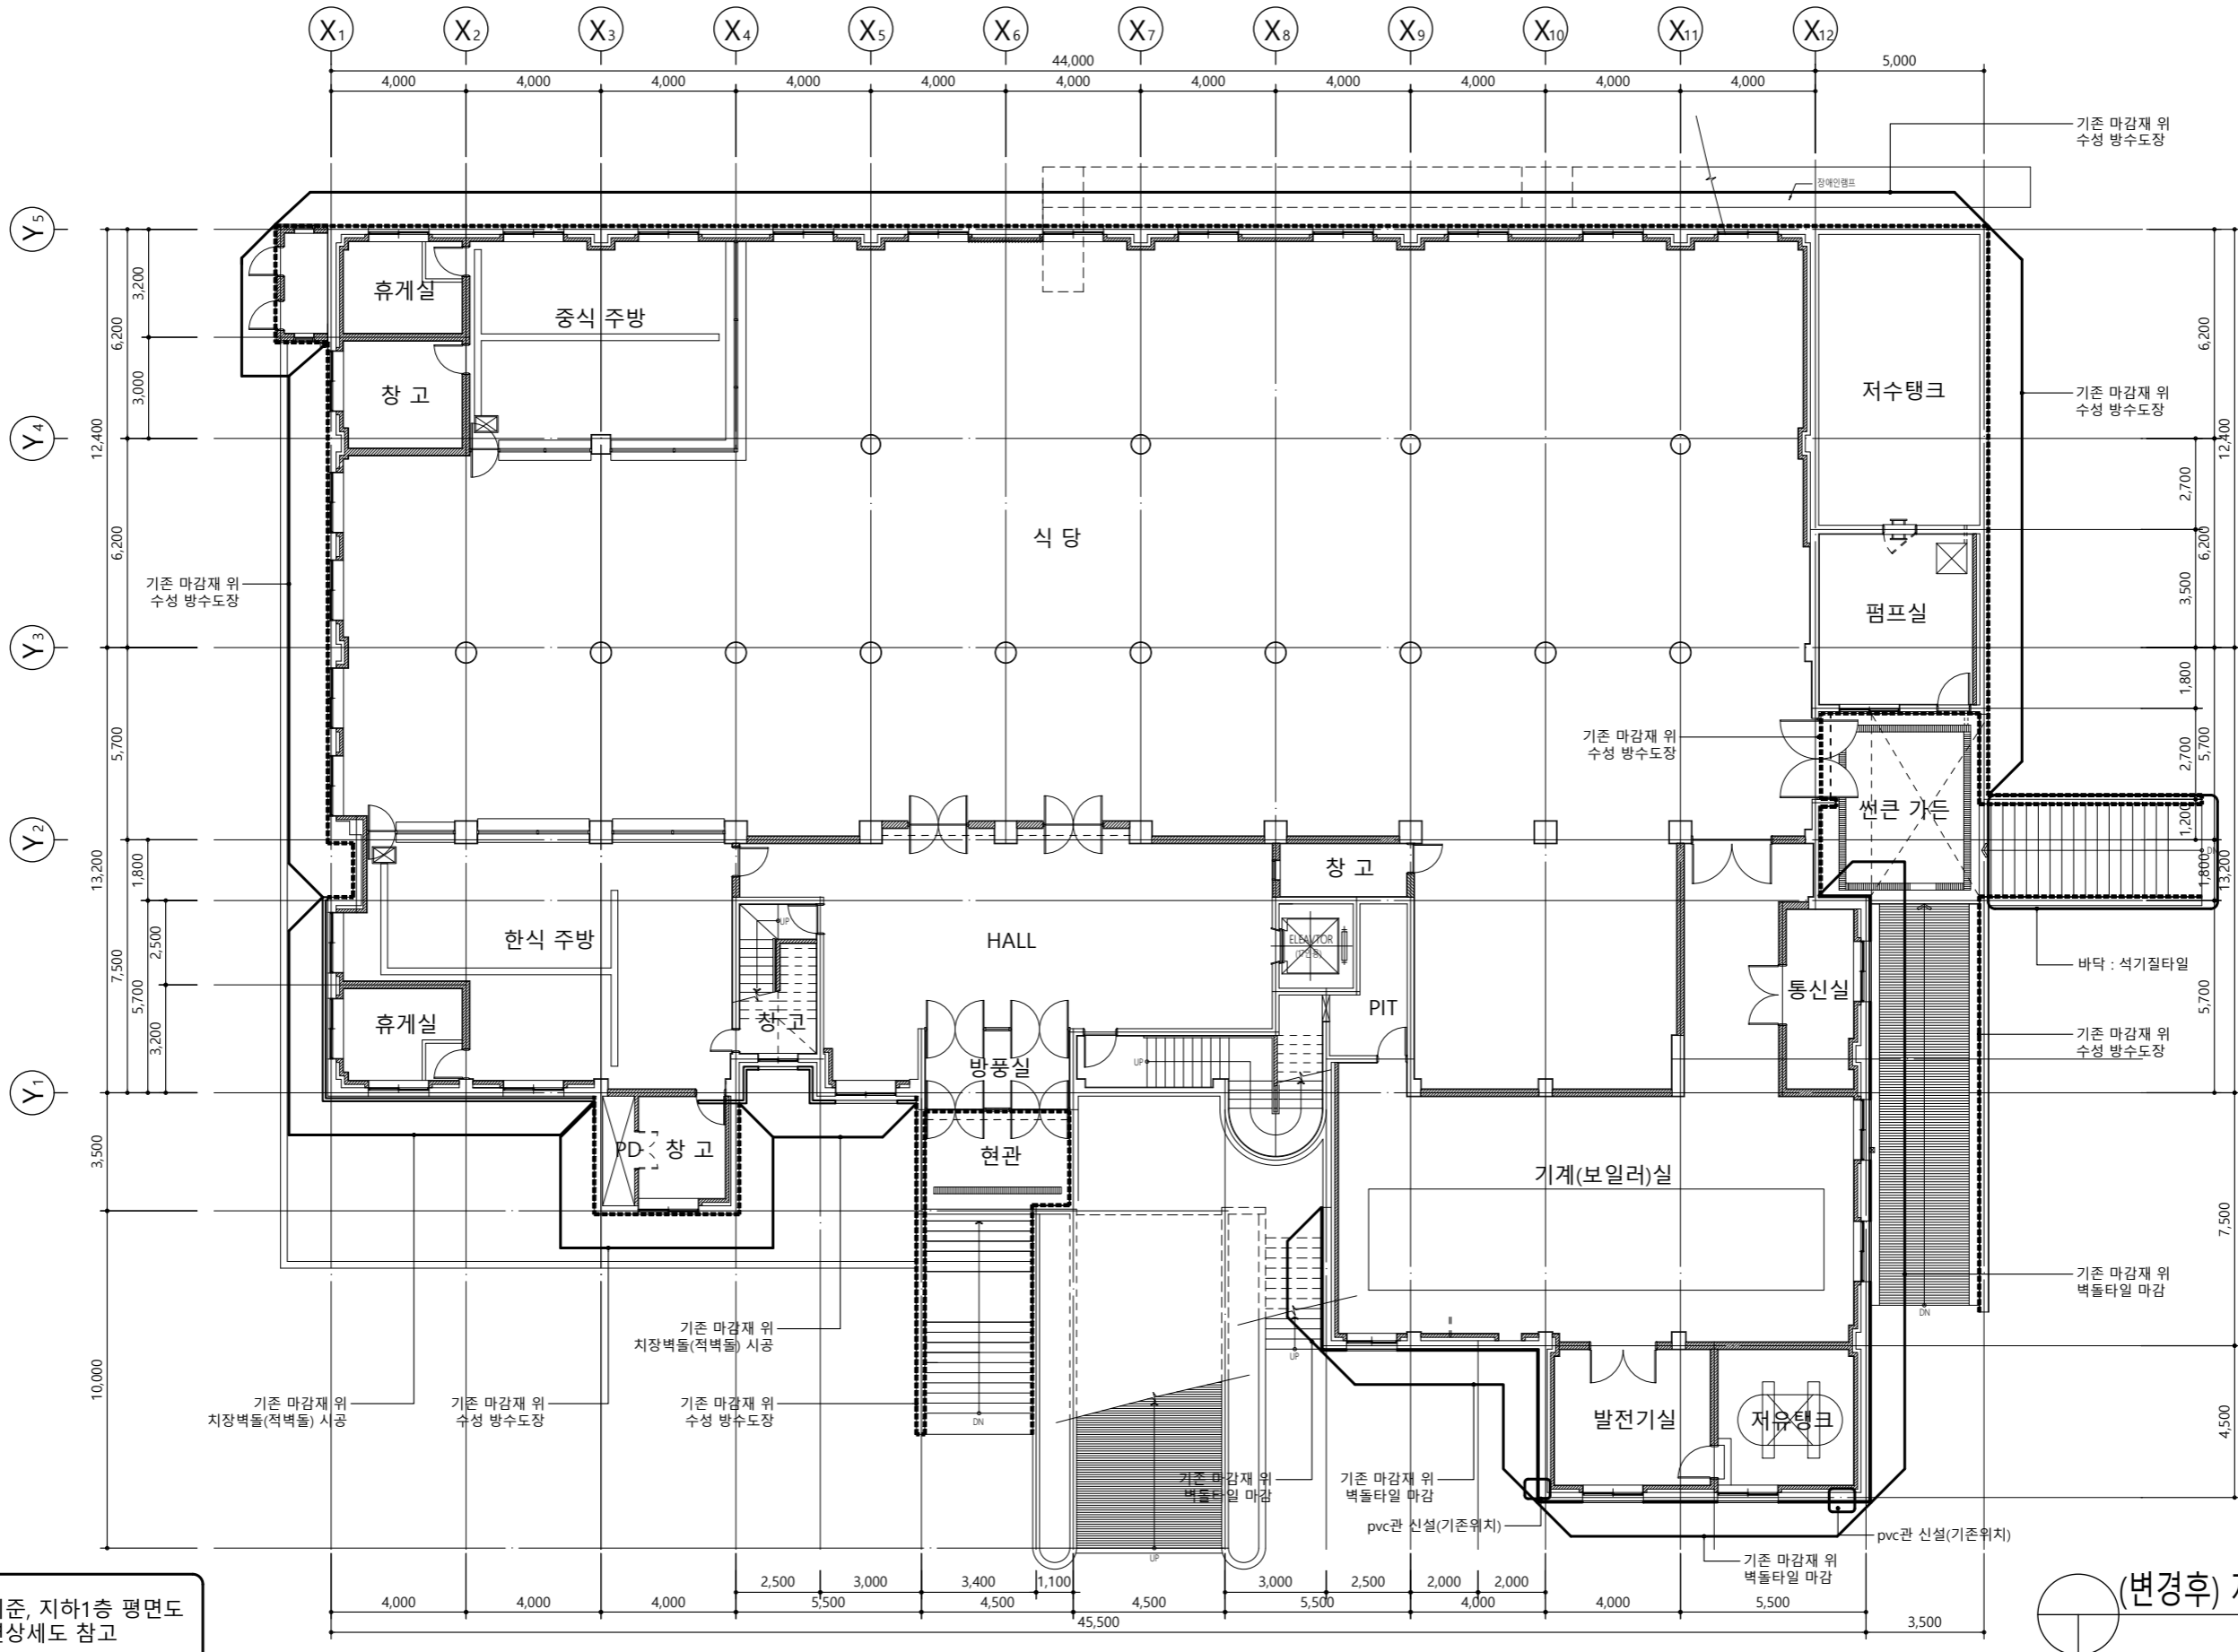 X1 X2 X3 X4 X5 X6 X7 X8 X9 X10 X11 X12
44,000 5,000
4,000 4,000 4,000 4,000 4,000 4,000 4,000 4,000 4,000 4,000 4,000
기존 마감재 위
수성 방수도장
장애인램프
Y5
3,200
6,200
3,000
12,400
Y4
6,200
Y3
5,700
Y2
13,200
1,800
7,500
2,500
5,700
3,200
Y1
3,500
10,000
휴게실
중식 주방
창 고
식 당
저수탱크
펌프실
기존 마감재 위
수성 방수도장
기존 마감재 위
수성 방수도장
기존 마감재 위
수성 방수도장
썬큰 가든
DN
6,200
12,400
2,700
6,200
3,500
1,800
2,700
5,700
1,200
1,800
13,200
5,700
7,500
4,500
한식 주방
휴게실
UP
창 고
HALL
창 고
ELEAVTOR
PIT
통신실
바닥 : 석기질타일
기존 마감재 위
수성 방수도장
방풍실
UP
PD
창 고
현관
기계(보일러)실
기존 마감재 위
벽돌타일 마감
DN
기존 마감재 위
치장벽돌(적벽돌) 시공
UP
기존 마감재 위
치장벽돌(적벽돌) 시공
기존 마감재 위
수성 방수도장
기존 마감재 위
수성 방수도장
DN
발전기실
저유탱크
기존 마감재 위
벽돌타일 마감
기존 마감재 위
벽돌타일 마감
pvc관 신설(기존위치)
pvc관 신설(기존위치)
UP
기존 마감재 위
벽돌타일 마감
2,500 3,000 3,400 1,100 3,000 2,500 2,000 2,000
4,000 4,000 4,000 5,500 4,500 4,500 5,500 4,000 4,000 5,500
45,500 3,500
준, 지하1층 평면도
상세도 참고
(변경후)